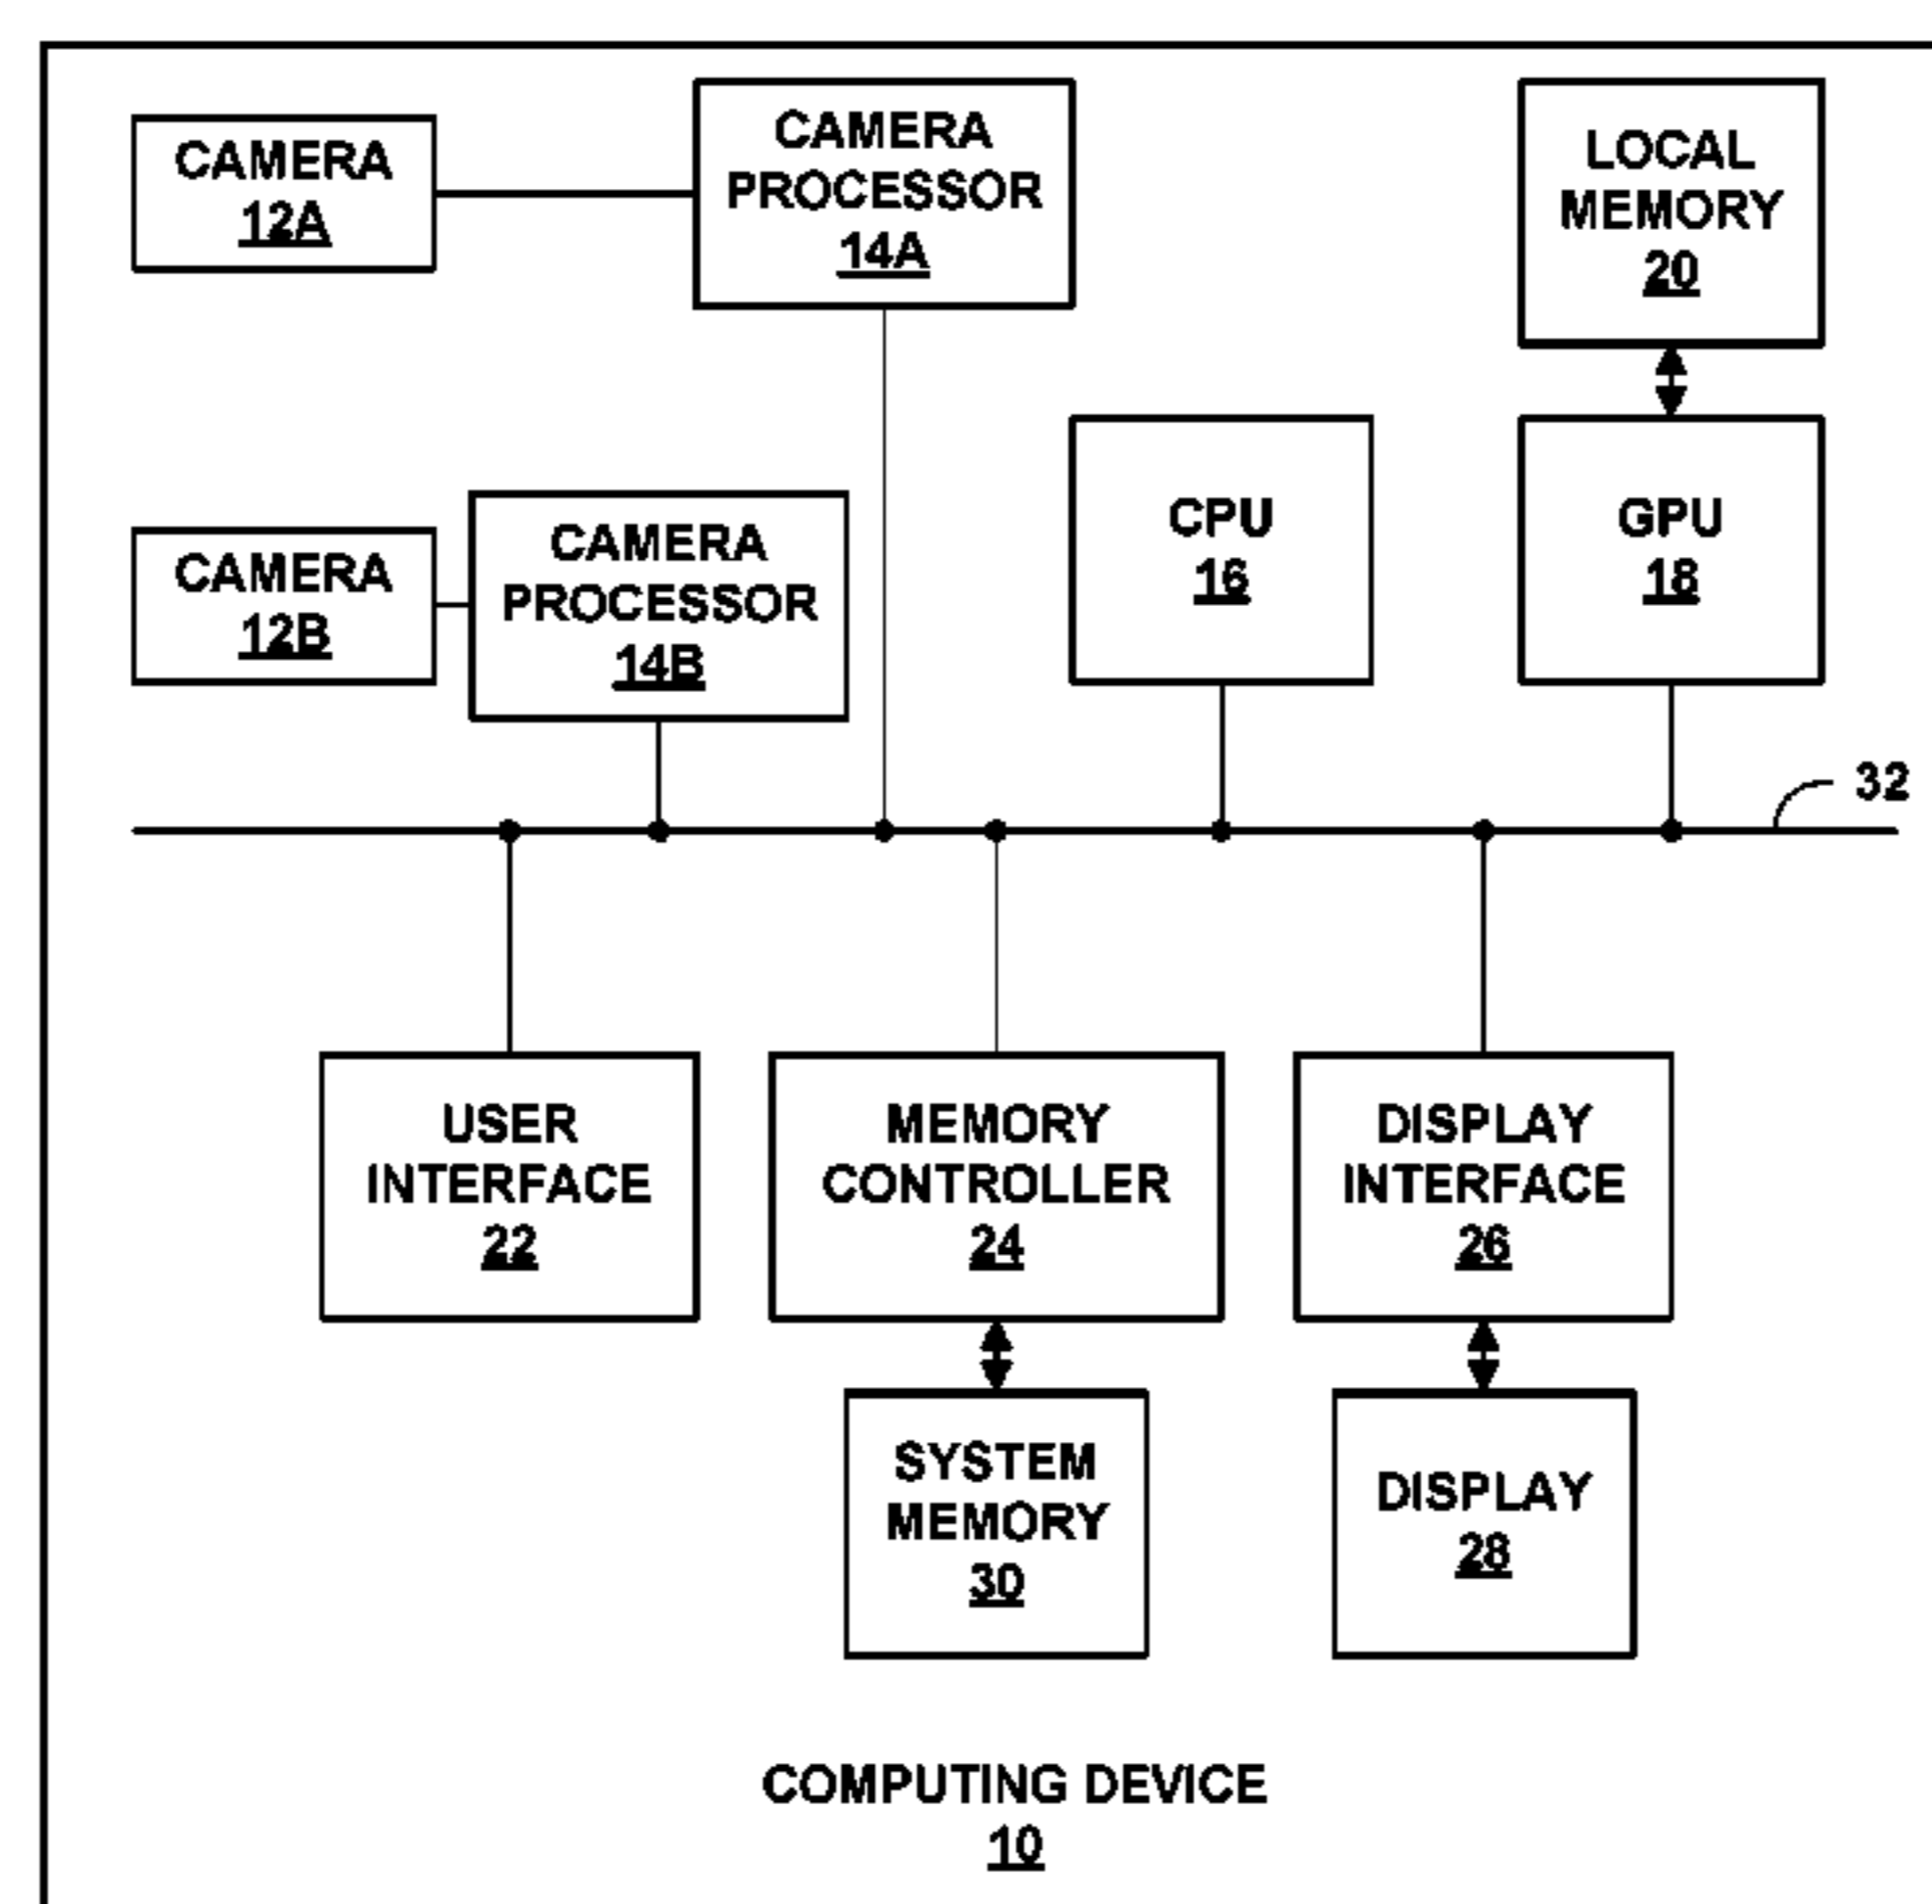 CAMERA
12A
CAMERA
PROCESSOR
14A
LOCAL
MEMORY
20
CAMERA
12B
CAMERA
PROCESSOR
14B
CPU
16
GPU
18
32
USER
INTERFACE
22
MEMORY
CONTROLLER
24
DISPLAY
INTERFACE
26
SYSTEM
MEMORY
30
DISPLAY
28
COMPUTING DEVICE
10